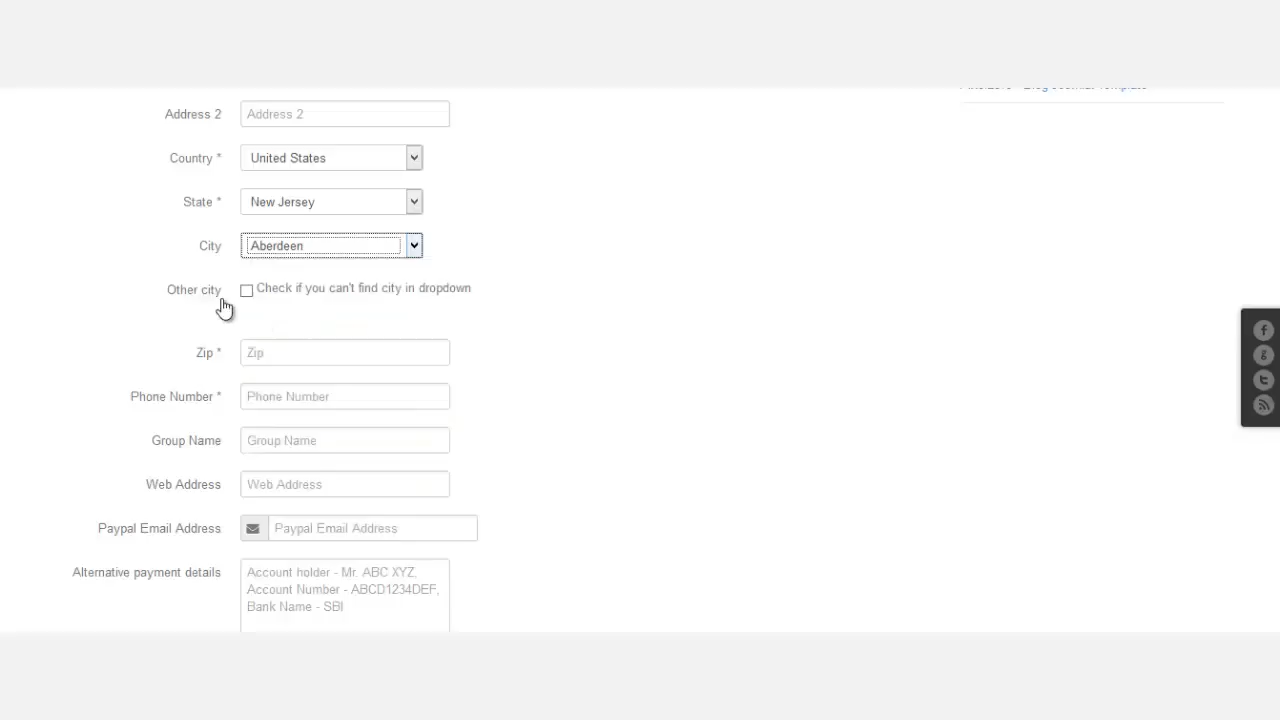 Address 2 Address 2
Country * United States
State * New Jersey
City Aberdeen
Other city Check if you can't find city in dropdown
Zip * Zip
Phone Number * Phone Number
Group Name Group Name
Web Address Web Address
Paypal Email Address Paypal Email Address
Alternative payment details Account holder - Mr. ABC XYZ,
Account Number - ABCD1234DEF,
Bank Name - SBI